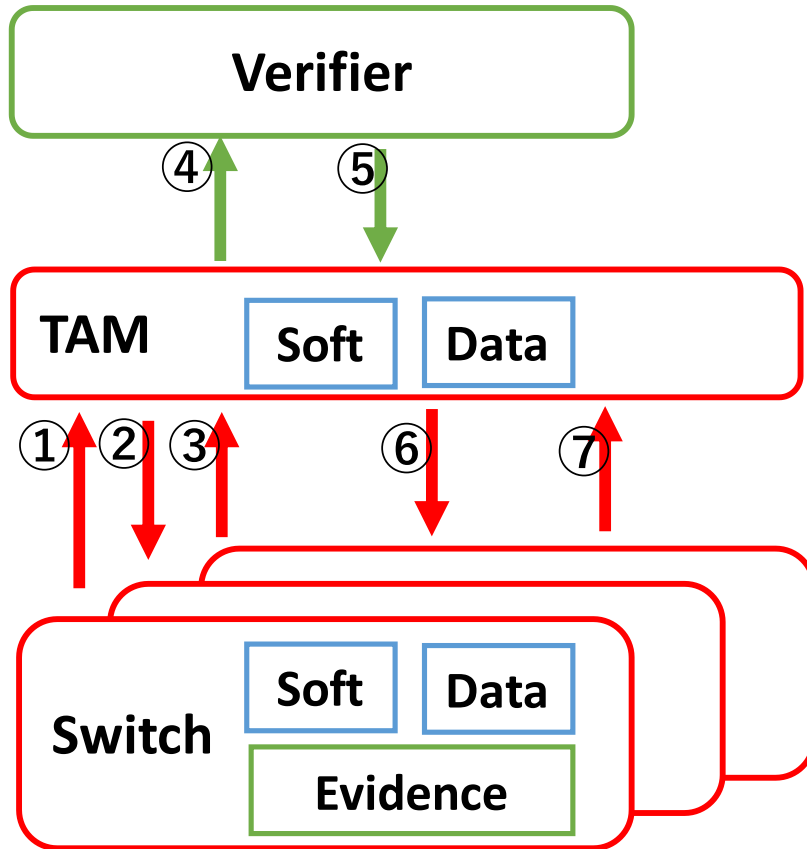 Verifier
④ ⑤
TAM Soft Data
① ② ③ ⑥ ⑦
Switch Soft Data
Evidence